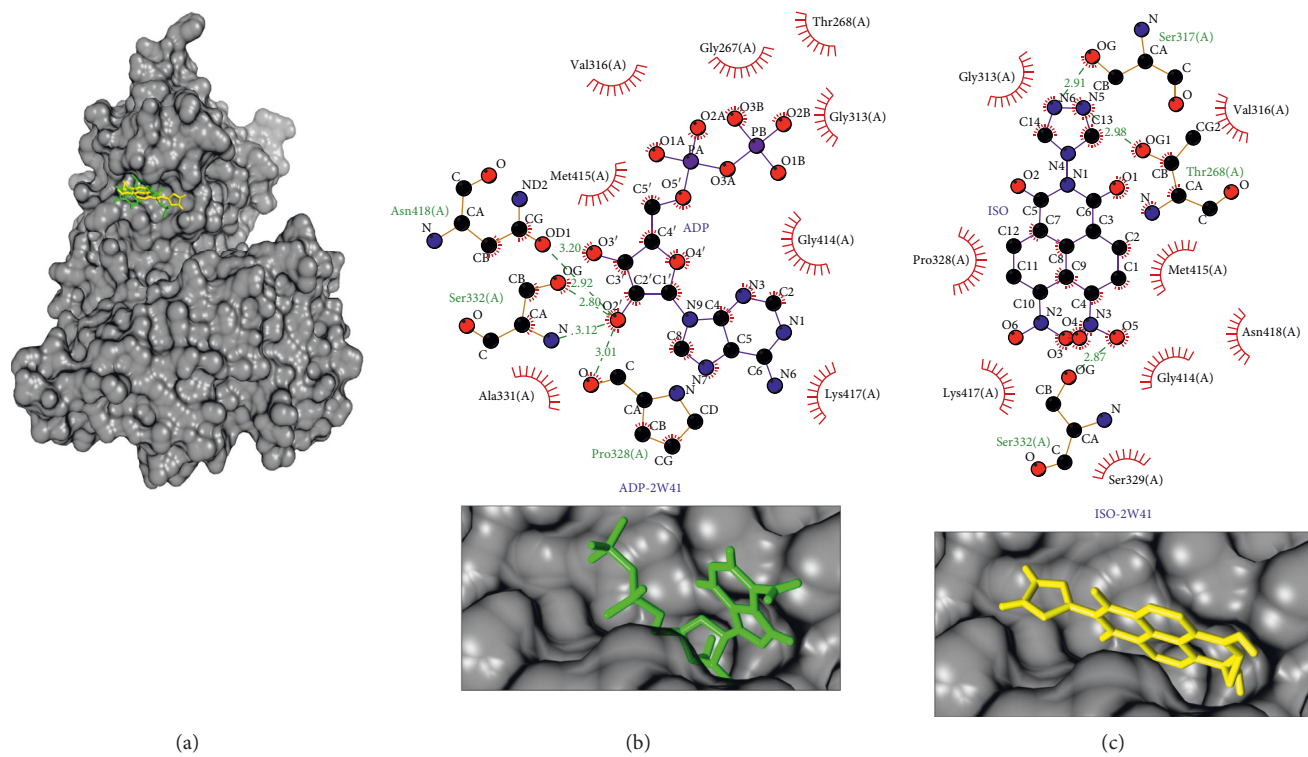 Thr268(A)
Gly267(A)
Val316(A)
O3B
O2A
O2B
Gly313(A)
O1A
PB
PA
O1B
O3A
Met415(A)
O5′
C5′
O
ND2
C
Asn418(A)
CA
CG
N
OD1
CB
C4′
ADP
O3′
O4′
Gly414(A)
3.20
C3′
C2′
C1′
OG
2.92
CB
2.80
N3
C2
Ser332(A)
O2′
N9
C4
CA
3.12
N1
O
N
C8
C5
C
3.01
C6
O
C
N7
N6
Ala331(A)
N
Lys417(A)
CA
CD
CB
Pro328(A)
CG
ADP-2W41
N
Ser317(A)
OG
CA
C
Gly313(A)
2.91
CB
N6
N5
O
Val316(A)
C14
C13
2.98
CG2
OG1
N4
CB
N1
Thr268(A)
O2
O1
CA
O
ISO
C5
C6
N
C
C7
C3
C12
C2
Pro328(A)
C8
Met415(A)
C11
C9
C1
C10
C4
N2
N3
Asn418(A)
O6
O4
O5
O3
2.87
Gly414(A)
OG
Lys417(A)
CB
N
Ser332(A)
CA
C
O
Ser329(A)
ISO-2W41
(a)
(b)
(c)